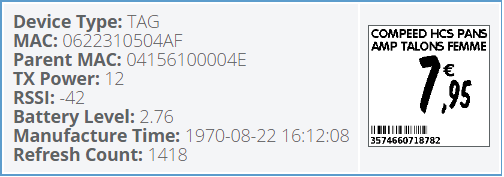 Device Type: TAG
MAC: 0622310504AF
Parent MAC: 04156100004E
TX Power: 12
RSSI: -42
Battery Level: 2.76
Manufacture Time: 1970-08-22 16:12:08
Refresh Count: 1418
COMPEED HCS PANS
AMP TALONS FEMME
7€,95
3574660718782